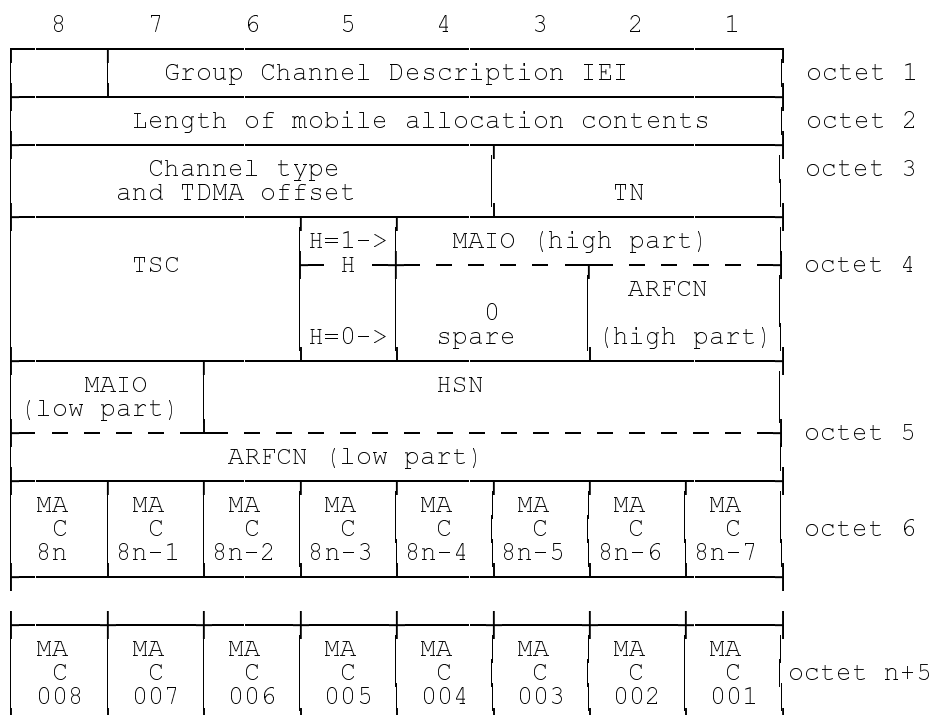 8 7 6 5 4 3 2 1
Group Channel Description IEI octet 1
Length of mobile allocation contents octet 2
Channel type octet 3
and TDMA offset TN
H=1-> MAIO (high part)
TSC H octet 4
ARFCN
0
H=0-> spare (high part)
MAIO HSN
(low part)
octet 5
ARFCN (low part)
MA MA MA MA MA MA MA MA
C C C C C C C C octet 6
8n 8n-1 8n-2 8n-3 8n-4 8n-5 8n-6 8n-7
MA MA MA MA MA MA MA MA
C C C C C C C C octet n+5
008 007 006 005 004 003 002 001